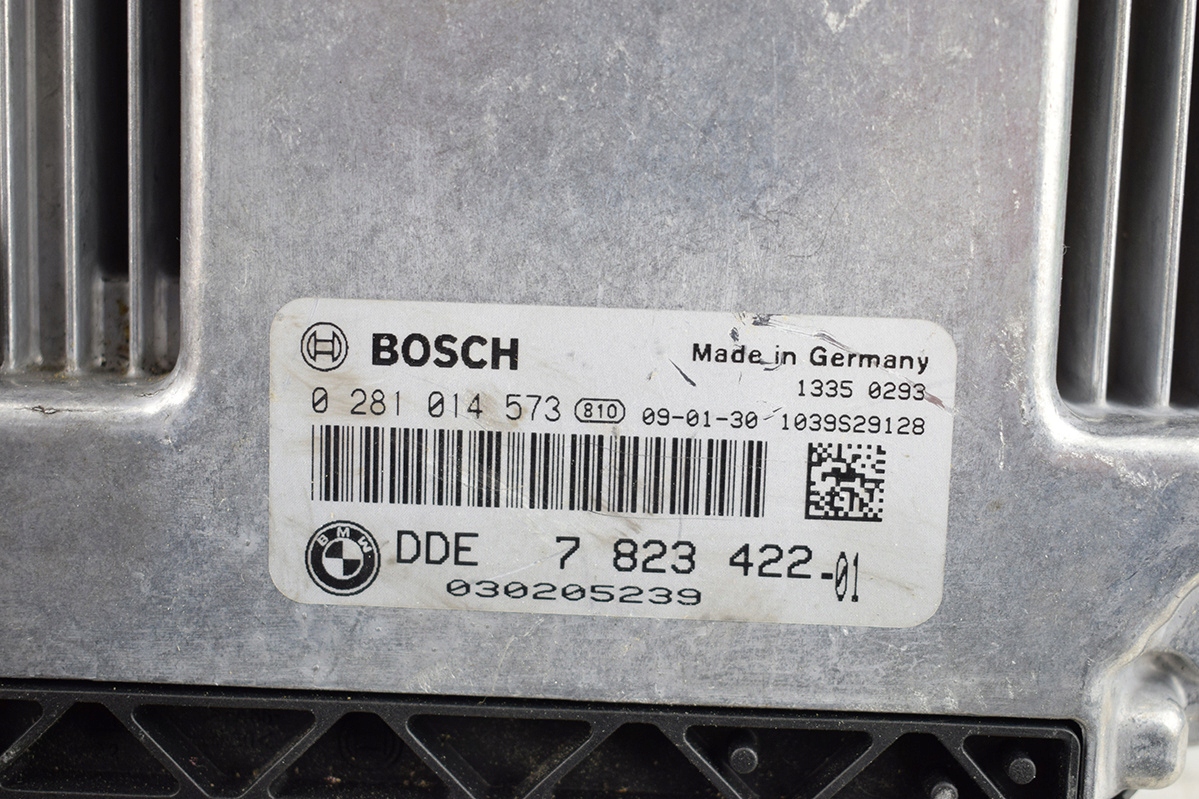 BOSCH Made in Germany
1335 0293
0 281 014 573 810 09-01-30 1039S29128
BMW DDE 7 823 422-01
030205239